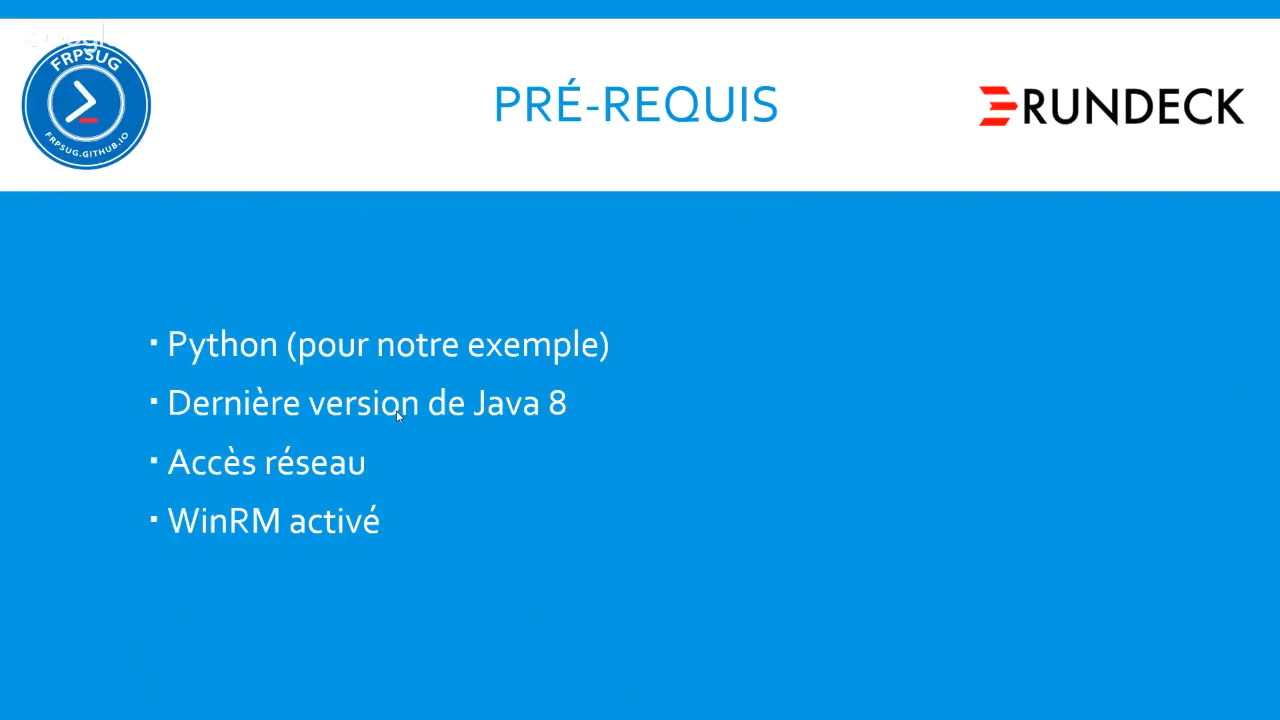 FRPSUG
FRPSUG.GITHUB.IO
PRÉ-REQUIS
RUNDECK
▪ Python (pour notre exemple)
▪ Dernière version de Java 8
▪ Accès réseau
▪ WinRM activé